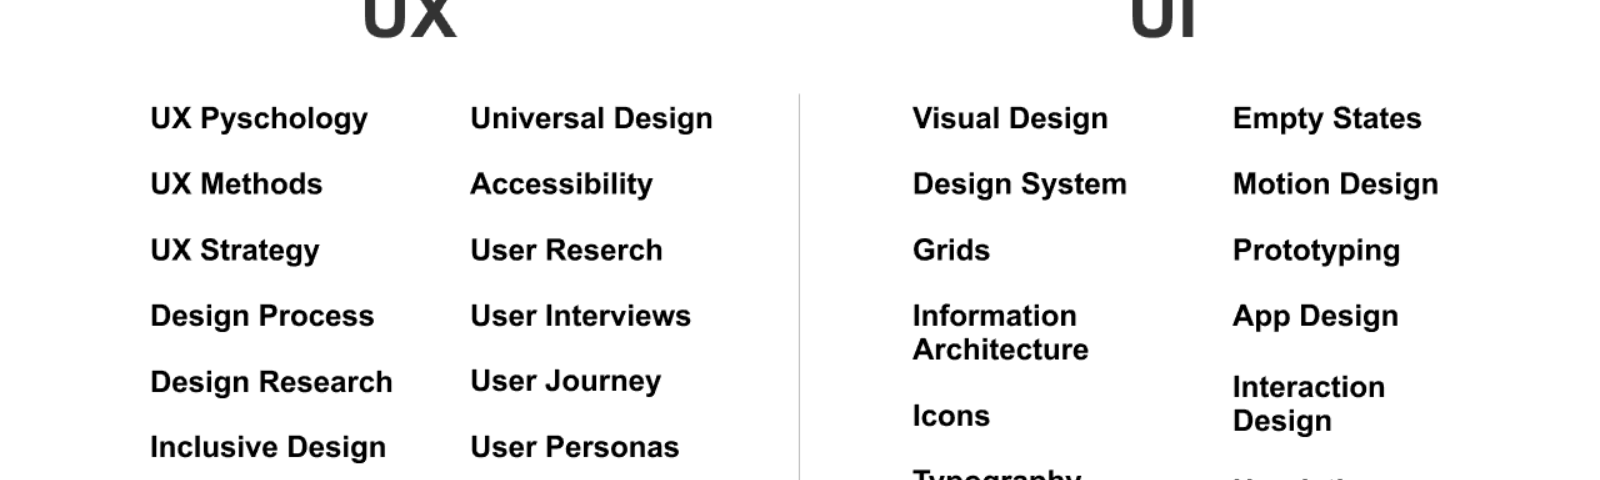 UX
UX Pyschology
UX Methods
UX Strategy
Design Process
Design Research
Inclusive Design
Universal Design
Accessibility
User Reserch
User Interviews
User Journey
User Personas
UI
Visual Design
Design System
Grids
Information
Architecture
Icons
Typography
Empty States
Motion Design
Prototyping
App Design
Interaction
Design